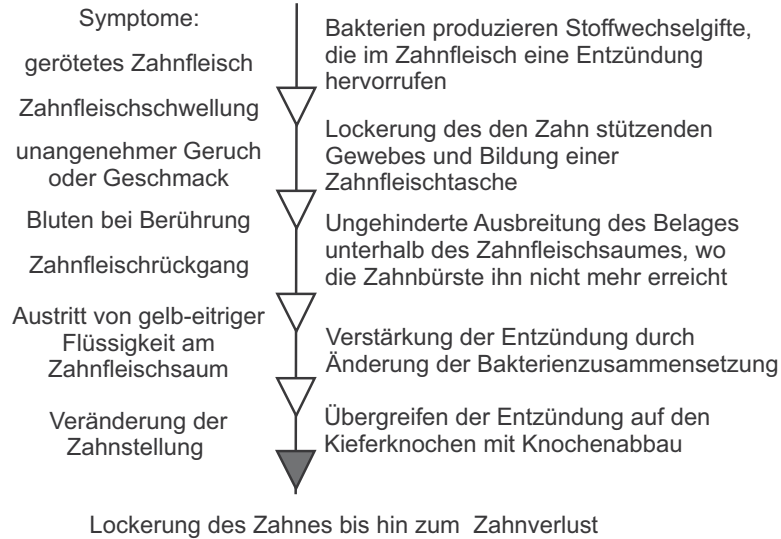 Symptome:
gerötetes Zahnfleisch
Zahnfleischschwellung
unangenehmer Geruch
oder Geschmack
Bluten bei Berührung
Zahnfleischrückgang
Austritt von gelb-eitriger
Flüssigkeit am
Zahnfleischsaum
Veränderung der
Zahnstellung
Bakterien produzieren Stoffwechselgifte,
die im Zahnfleisch eine Entzündung
hervorrufen
Lockerung des den Zahn stützenden
Gewebes und Bildung einer
Zahnfleischtasche
Ungehinderte Ausbreitung des Belages
unterhalb des Zahnfleischsaumes, wo
die Zahnbürste ihn nicht mehr erreicht
Verstärkung der Entzündung durch
Änderung der Bakterienzusammensetzung
Übergreifen der Entzündung auf den
Kieferknochen mit Knochenabbau
Lockerung des Zahnes bis hin zum Zahnverlust